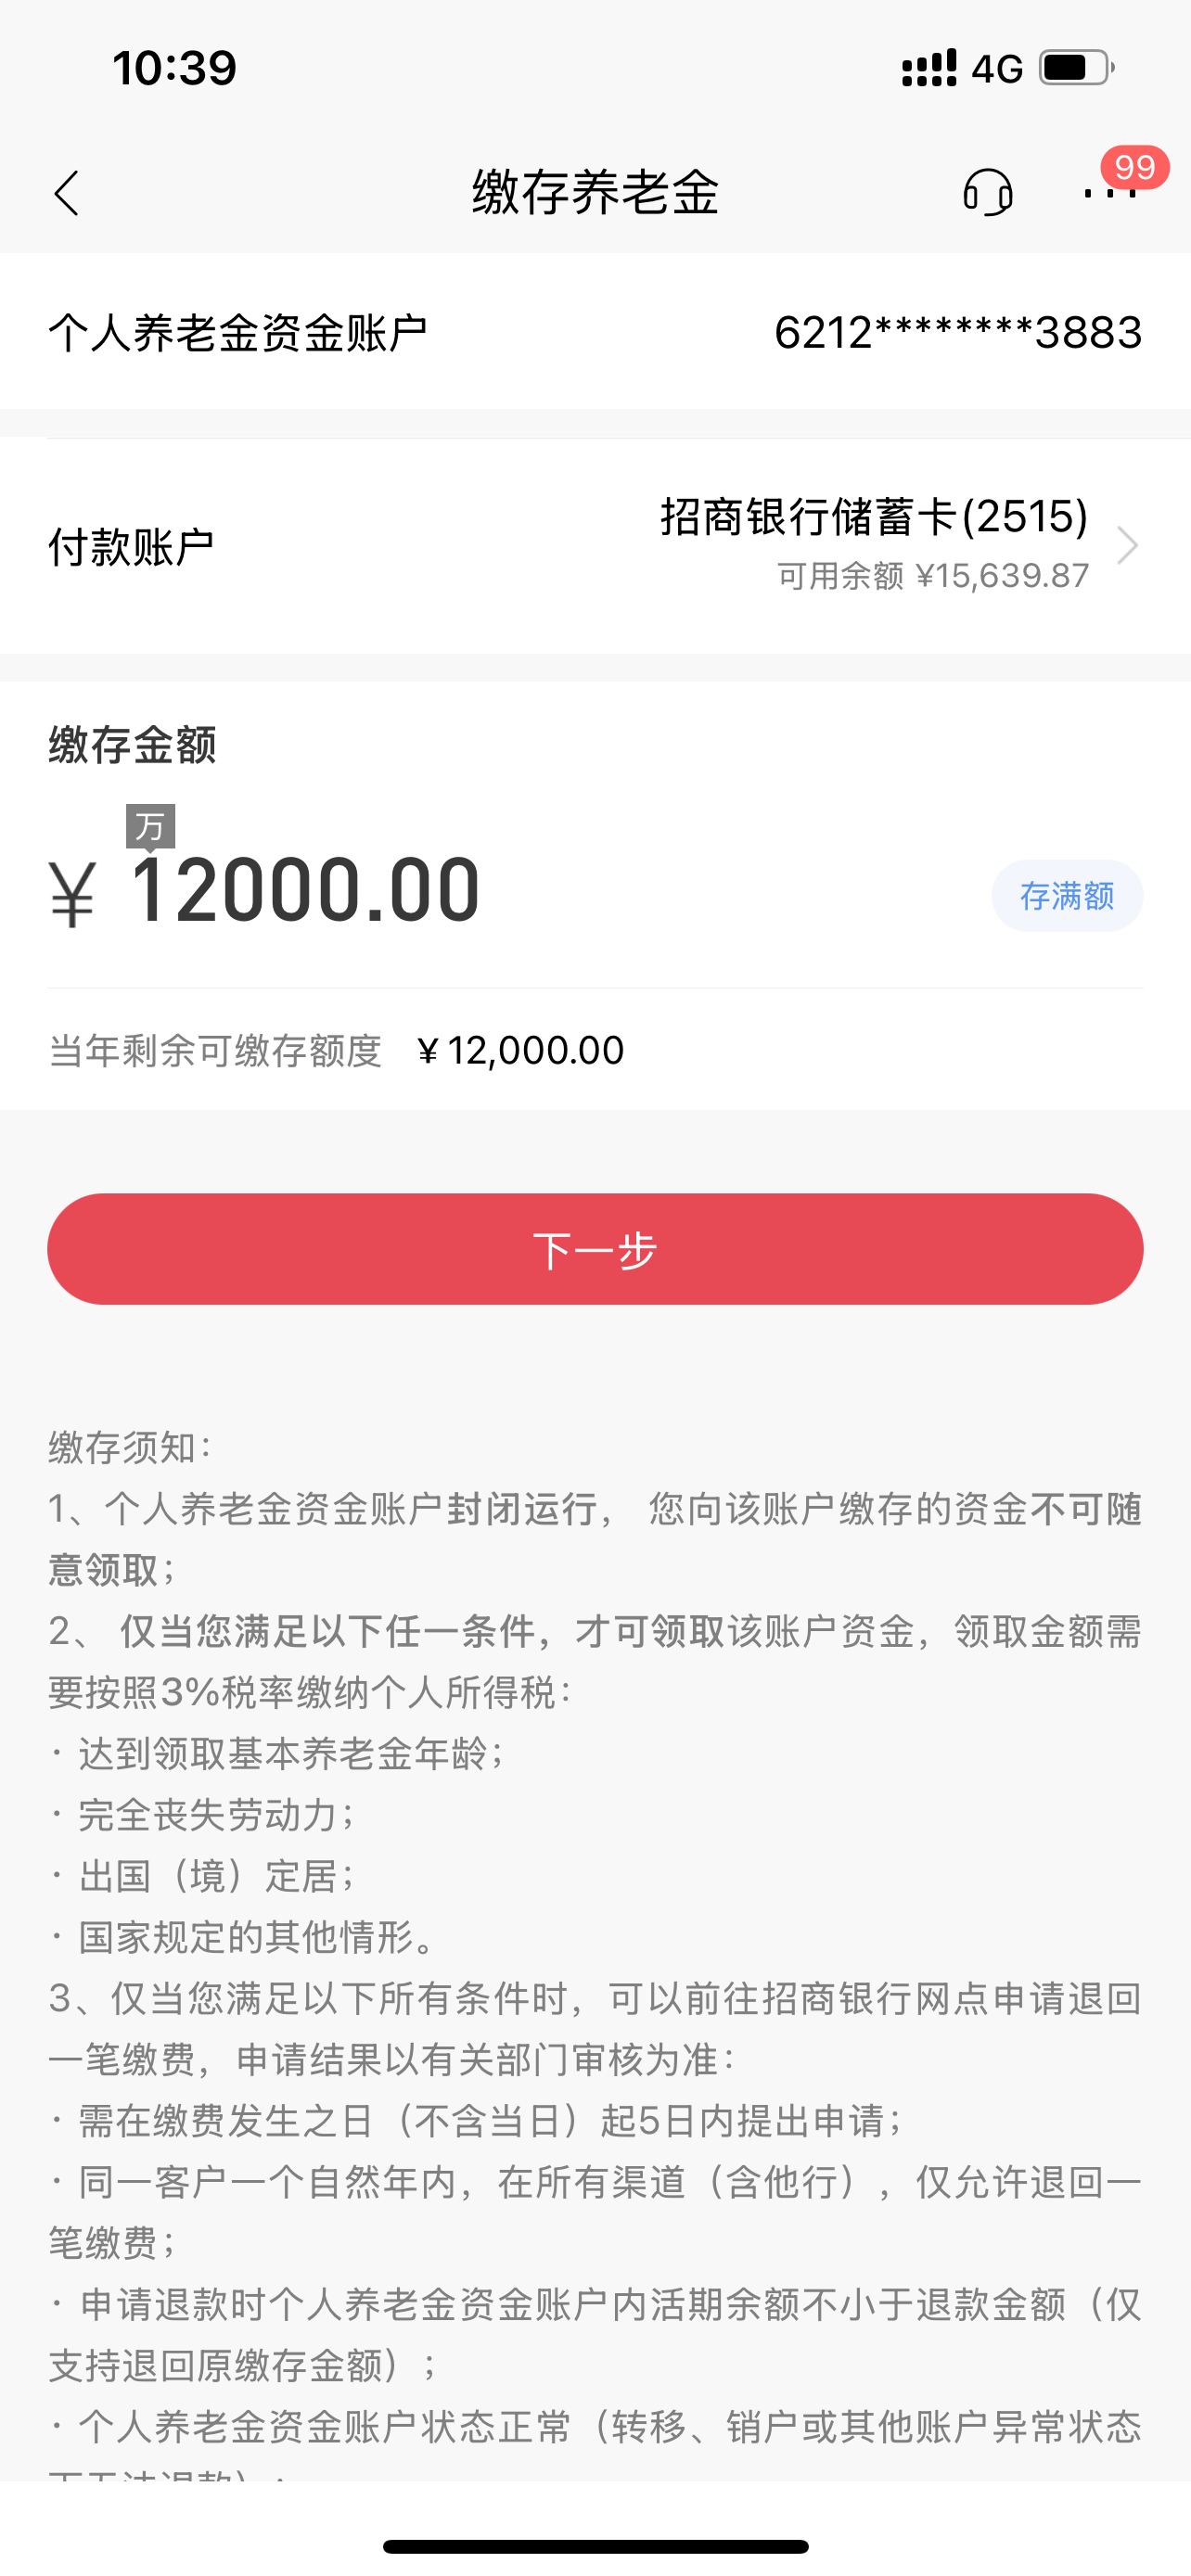 10:39
4G
99
缴存养老金
个人养老金资金账户 6212********3883
招商银行储蓄卡(2515)
付款账户
可用余额 ¥15,639.87
缴存金额
万
¥ 12000.00
存满额
当年剩余可缴存额度 ¥ 12,000.00
下一步
缴存须知：
1、个人养老金资金账户封闭运行， 您向该账户缴存的资金不可随
意领取；
2、 仅当您满足以下任一条件，才可领取该账户资金，领取金额需
要按照3%税率缴纳个人所得税：
· 达到领取基本养老金年龄；
· 完全丧失劳动力；
· 出国（境）定居；
· 国家规定的其他情形。
3、仅当您满足以下所有条件时，可以前往招商银行网点申请退回
一笔缴费，申请结果以有关部门审核为准：
· 需在缴费发生之日（不含当日）起5日内提出申请；
· 同一客户一个自然年内，在所有渠道（含他行），仅允许退回一
笔缴费；
· 申请退款时个人养老金资金账户内活期余额不小于退款金额（仅
支持退回原缴存金额）；
· 个人养老金资金账户状态正常（转移、销户或其他账户异常状态